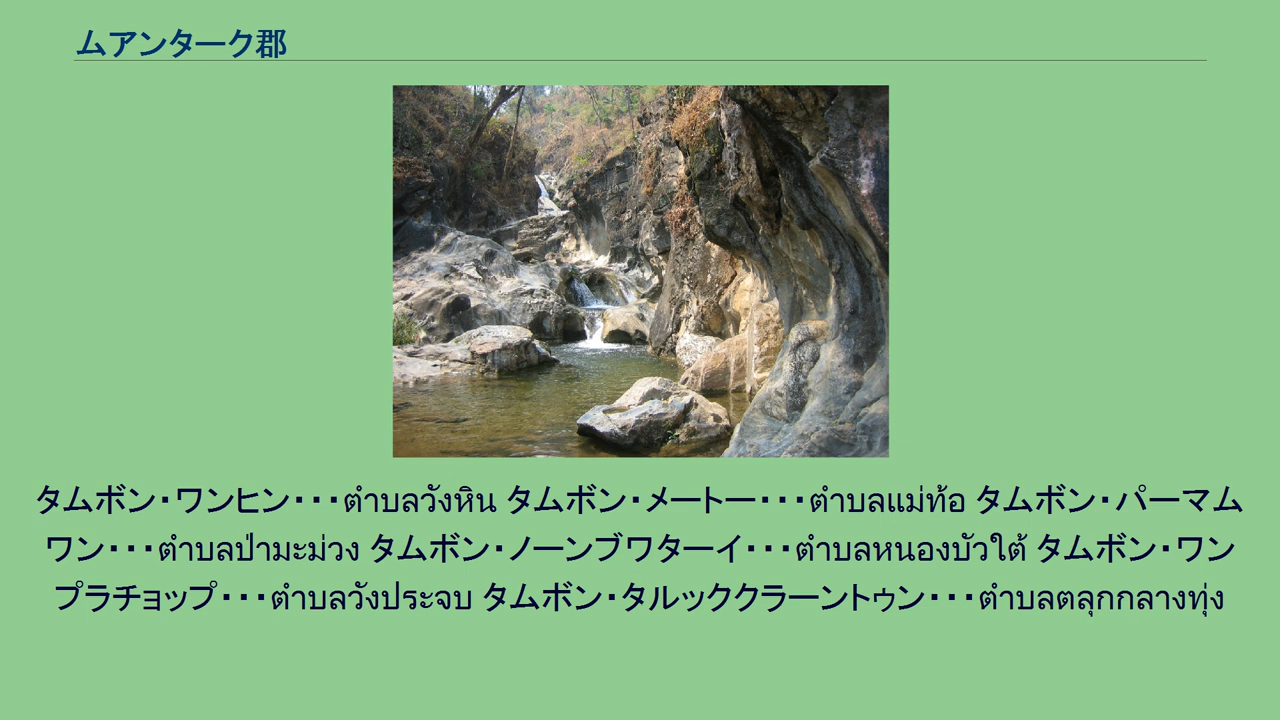 ムアンターク郡
タムボン・ワンヒン・・・ตำบลวังหิน タムボン・メートー・・・ตำบลแม่ท้อ タムボン・パーマム
ワン・・・ตำบลป่ามะม่วง タムボン・ノーンブワターイ・・・ตำบลหนองบัวใต้ タムボン・ワン
プラチョップ・・・ตำบลวังประจบ タムボン・タルッククラーントゥン・・・ตำบลตลุกกลางทุ่ง